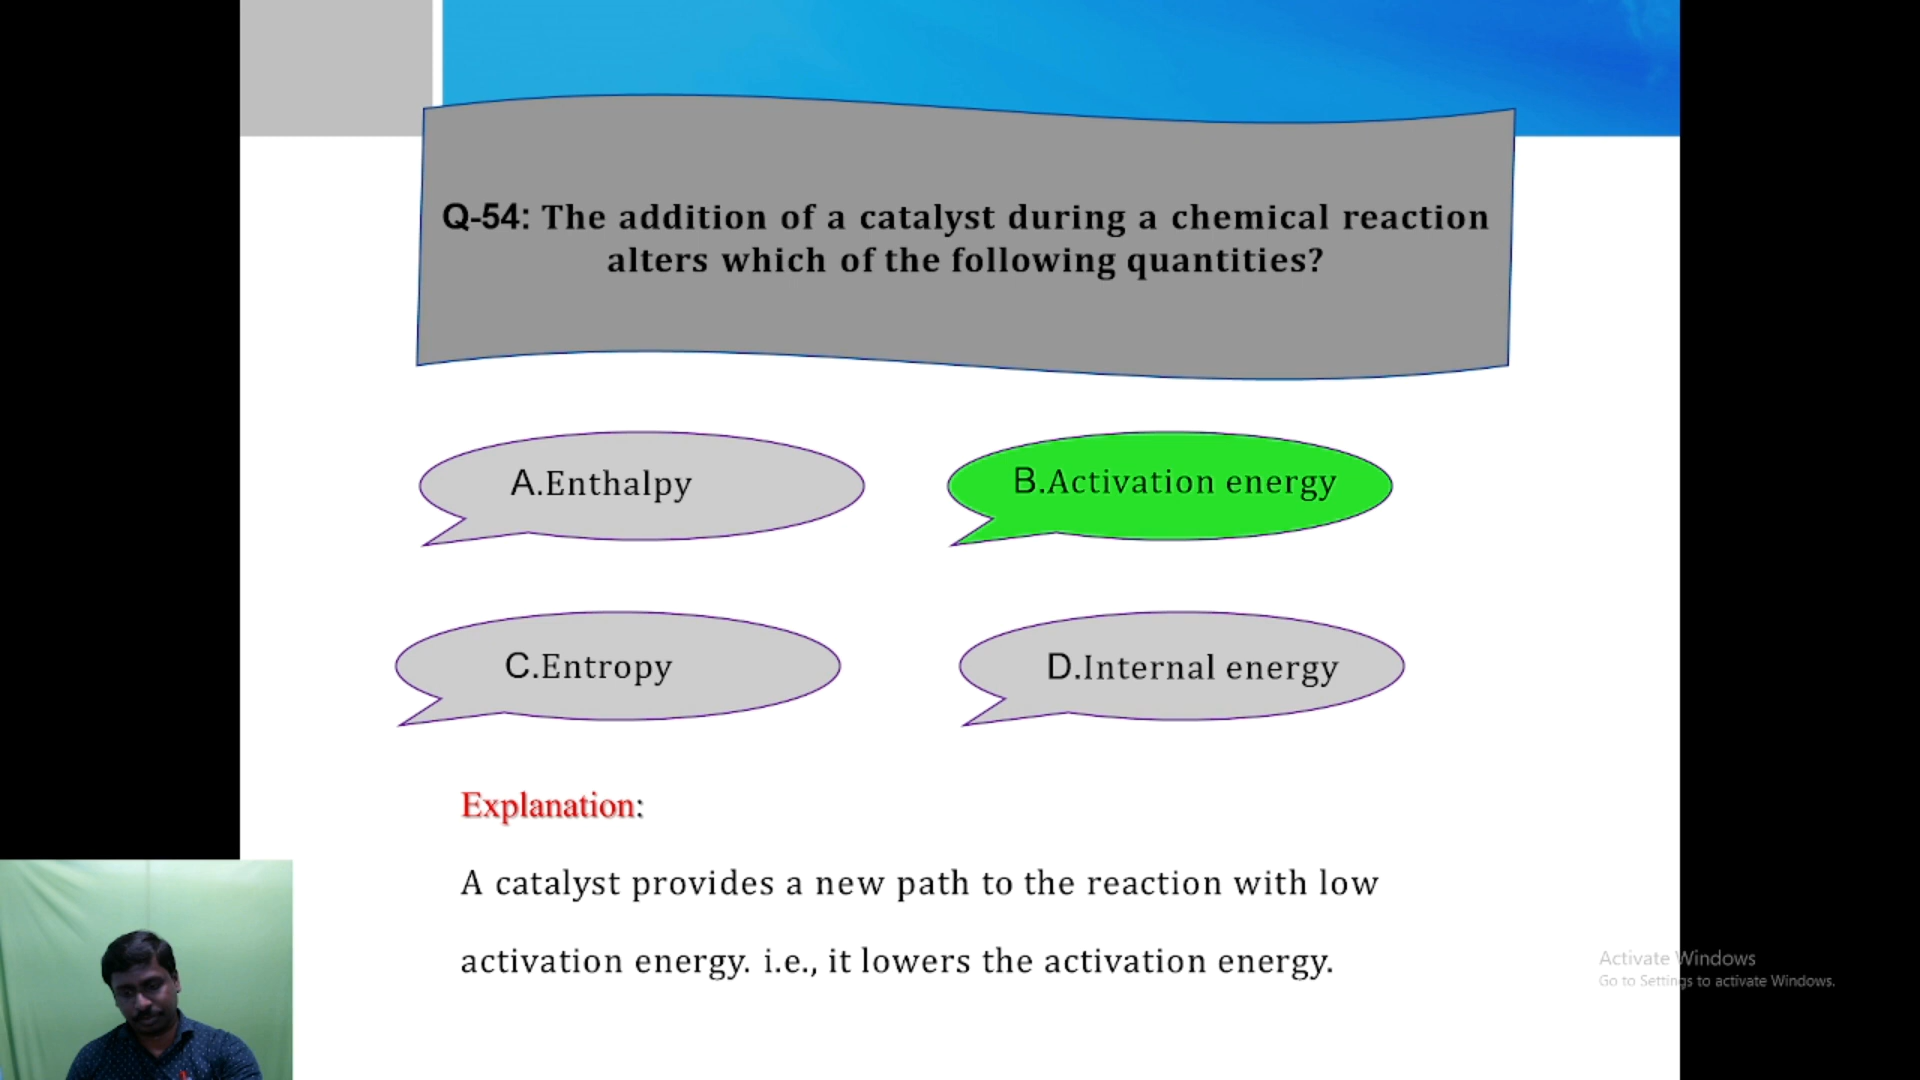 Q-54: The addition of a catalyst during a chemical reaction
alters which of the following quantities?
A.Enthalpy
B.Activation energy
C.Entropy
D.Internal energy
Explanation:
A catalyst provides a new path to the reaction with low
activation energy. i.e., it lowers the activation energy.
Activate Windows
Go to Settings to activate Windows.